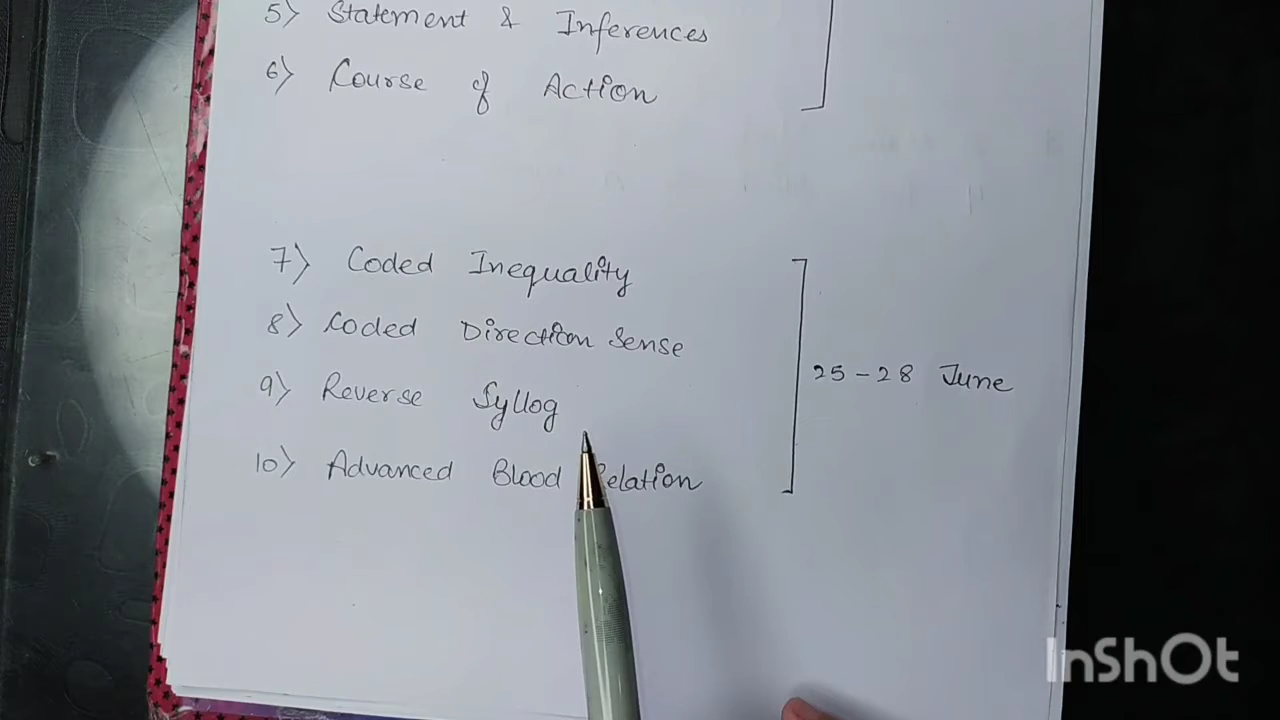 5) Statement & Inferences
6) Course of Action
7) Coded Inequality
8) Coded Direction Sense
9) Reverse Syllog
25-28 June
10) Advanced Blood Relation
InShOt